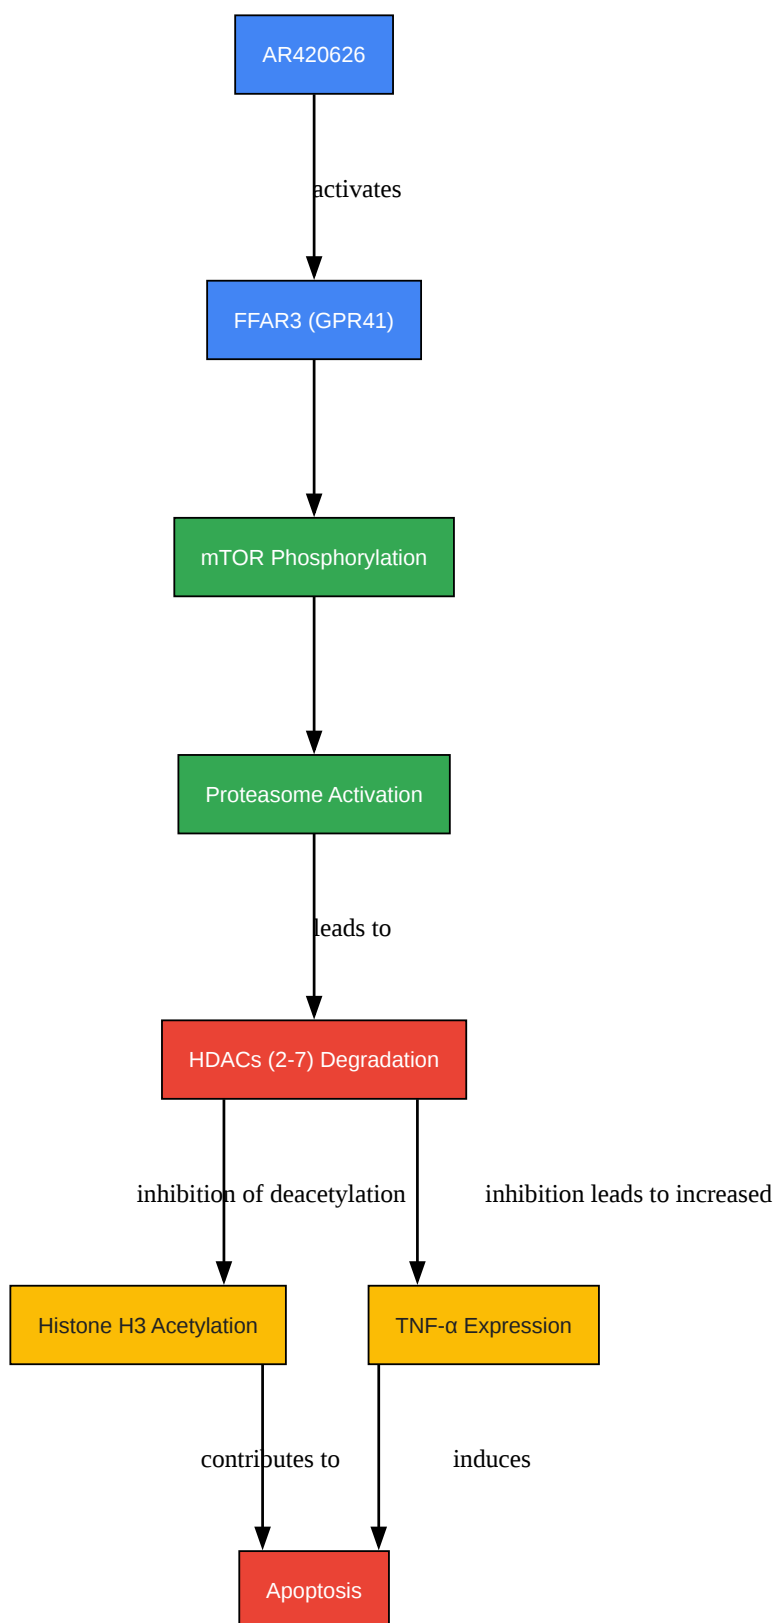 AR420626
activates
FFAR3 (GPR41)
mTOR Phosphorylation
Proteasome Activation
leads to
HDACs (2-7) Degradation
inhibition of deacetylation
inhibition leads to increased
Histone H3 Acetylation
TNF-α Expression
contributes to
induces
Apoptosis